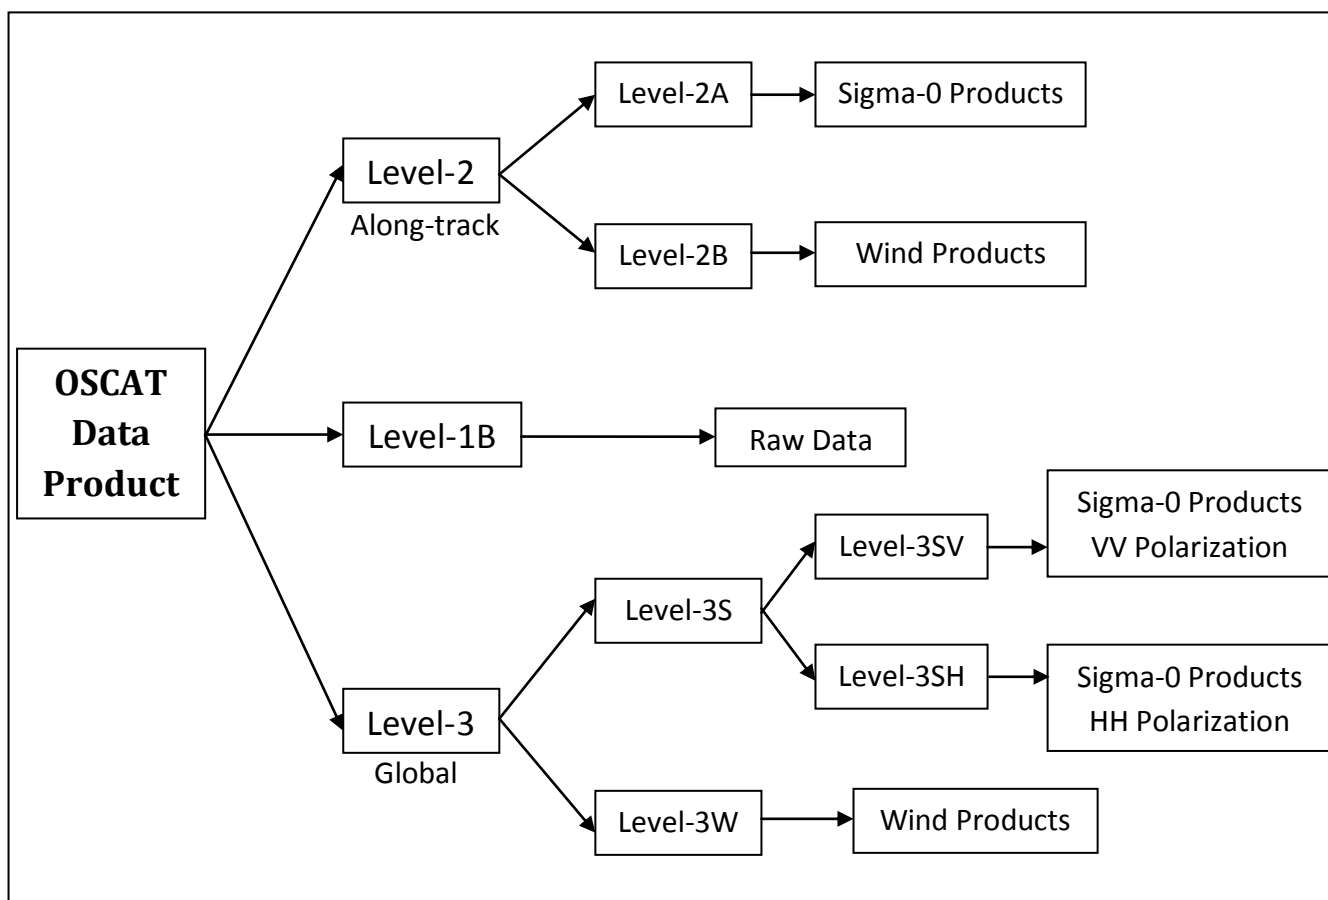 Level-2A
Sigma-0 Products
Level-2
Along-track
Level-2B
Wind Products
OSCAT
Data
Product
Level-1B
Raw Data
Level-3SV
Sigma-0 Products
VV Polarization
Level-3S
Level-3SH
Sigma-0 Products
HH Polarization
Level-3
Global
Level-3W
Wind Products